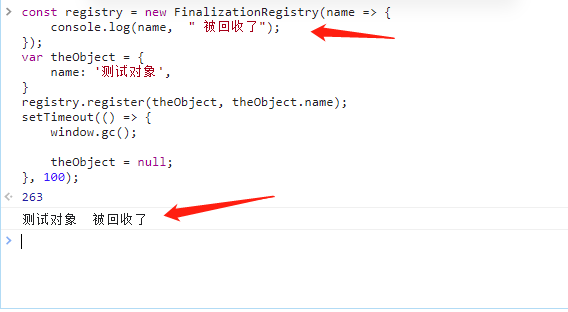 const registry = new FinalizationRegistry(name => {
console.log(name, " 被回收了");
});
var theObject = {
name: '测试对象',
}
registry.register(theObject, theObject.name);
setTimeout(() => {
window.gc();
theObject = null;
}, 100);
263
测试对象 被回收了